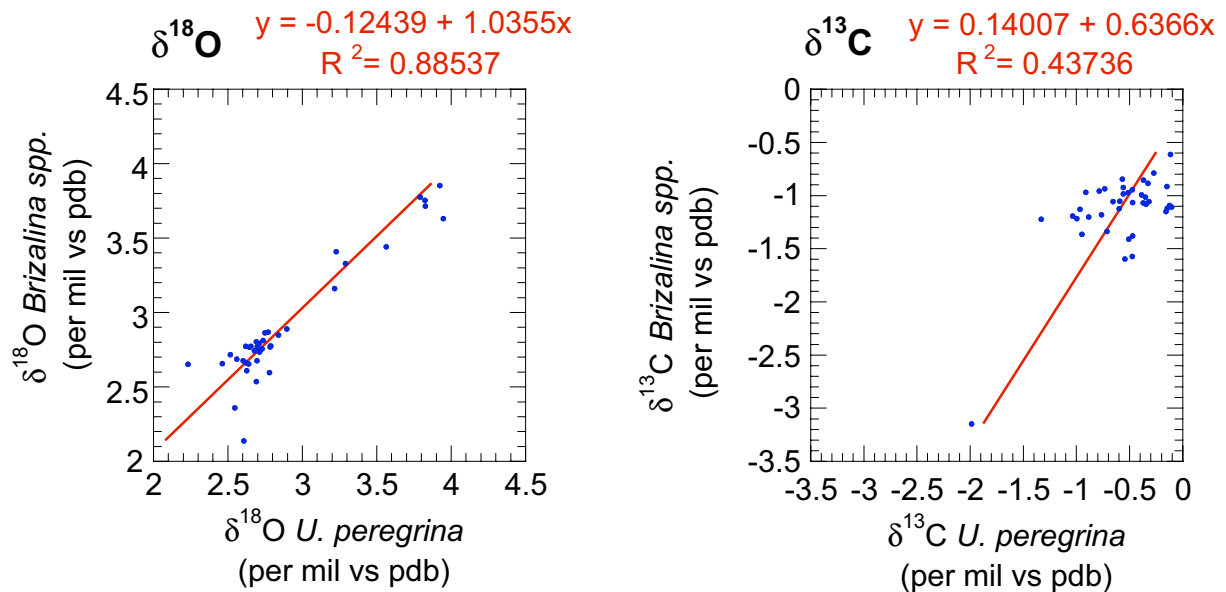 δ18O y = -0.12439 + 1.0355x
R 2= 0.88537
4.5
4
3.5
3
2.5
2
δ18O Brizalina spp.
(per mil vs pdb)
2 2.5 3 3.5 4 4.5
δ18O U. peregrina
(per mil vs pdb)
δ13C y = 0.14007 + 0.6366x
R 2= 0.43736
0
-0.5
-1
-1.5
-2
-2.5
-3
-3.5
δ13C Brizalina spp.
(per mil vs pdb)
-3.5 -3 -2.5 -2 -1.5 -1 -0.5 0
δ13C U. peregrina
(per mil vs pdb)